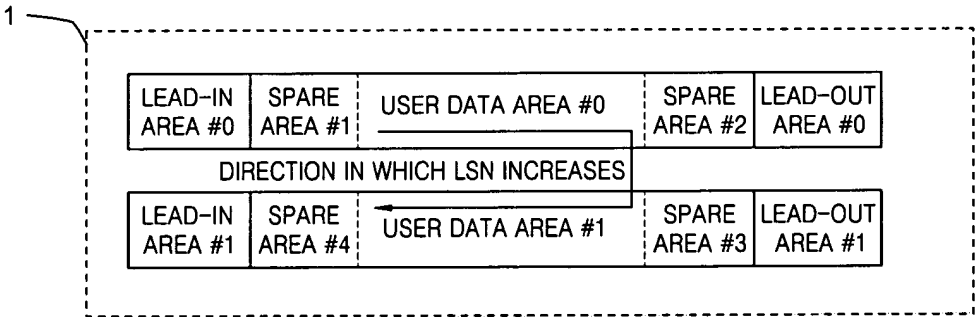 1
LEAD-IN AREA #0
SPARE AREA #1
USER DATA AREA #0
SPARE AREA #2
LEAD-OUT AREA #0
DIRECTION IN WHICH LSN INCREASES
LEAD-IN AREA #1
SPARE AREA #4
USER DATA AREA #1
SPARE AREA #3
LEAD-OUT AREA #1